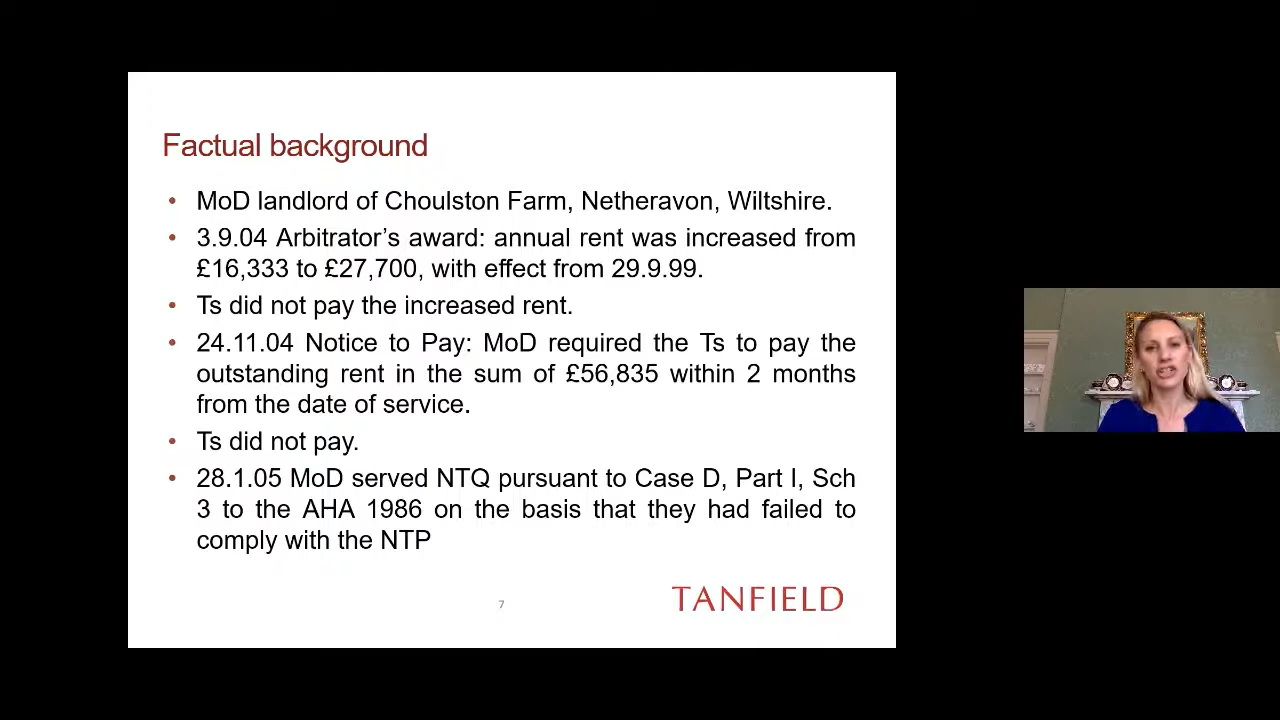 Factual background
• MoD landlord of Choulston Farm, Netheravon, Wiltshire.
• 3.9.04 Arbitrator’s award: annual rent was increased from
£16,333 to £27,700, with effect from 29.9.99.
• Ts did not pay the increased rent.
• 24.11.04 Notice to Pay: MoD required the Ts to pay the
outstanding rent in the sum of £56,835 within 2 months
from the date of service.
• Ts did not pay.
• 28.1.05 MoD served NTQ pursuant to Case D, Part I, Sch
3 to the AHA 1986 on the basis that they had failed to
comply with the NTP
7
TANFIELD